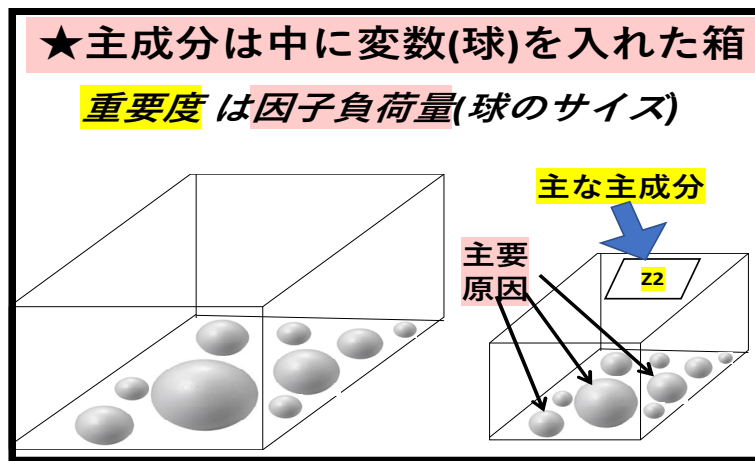 ★主成分は中に変数(球)を入れた箱
重要度 は因子負荷量(球のサイズ)
主な主成分
主要
原因
Z2